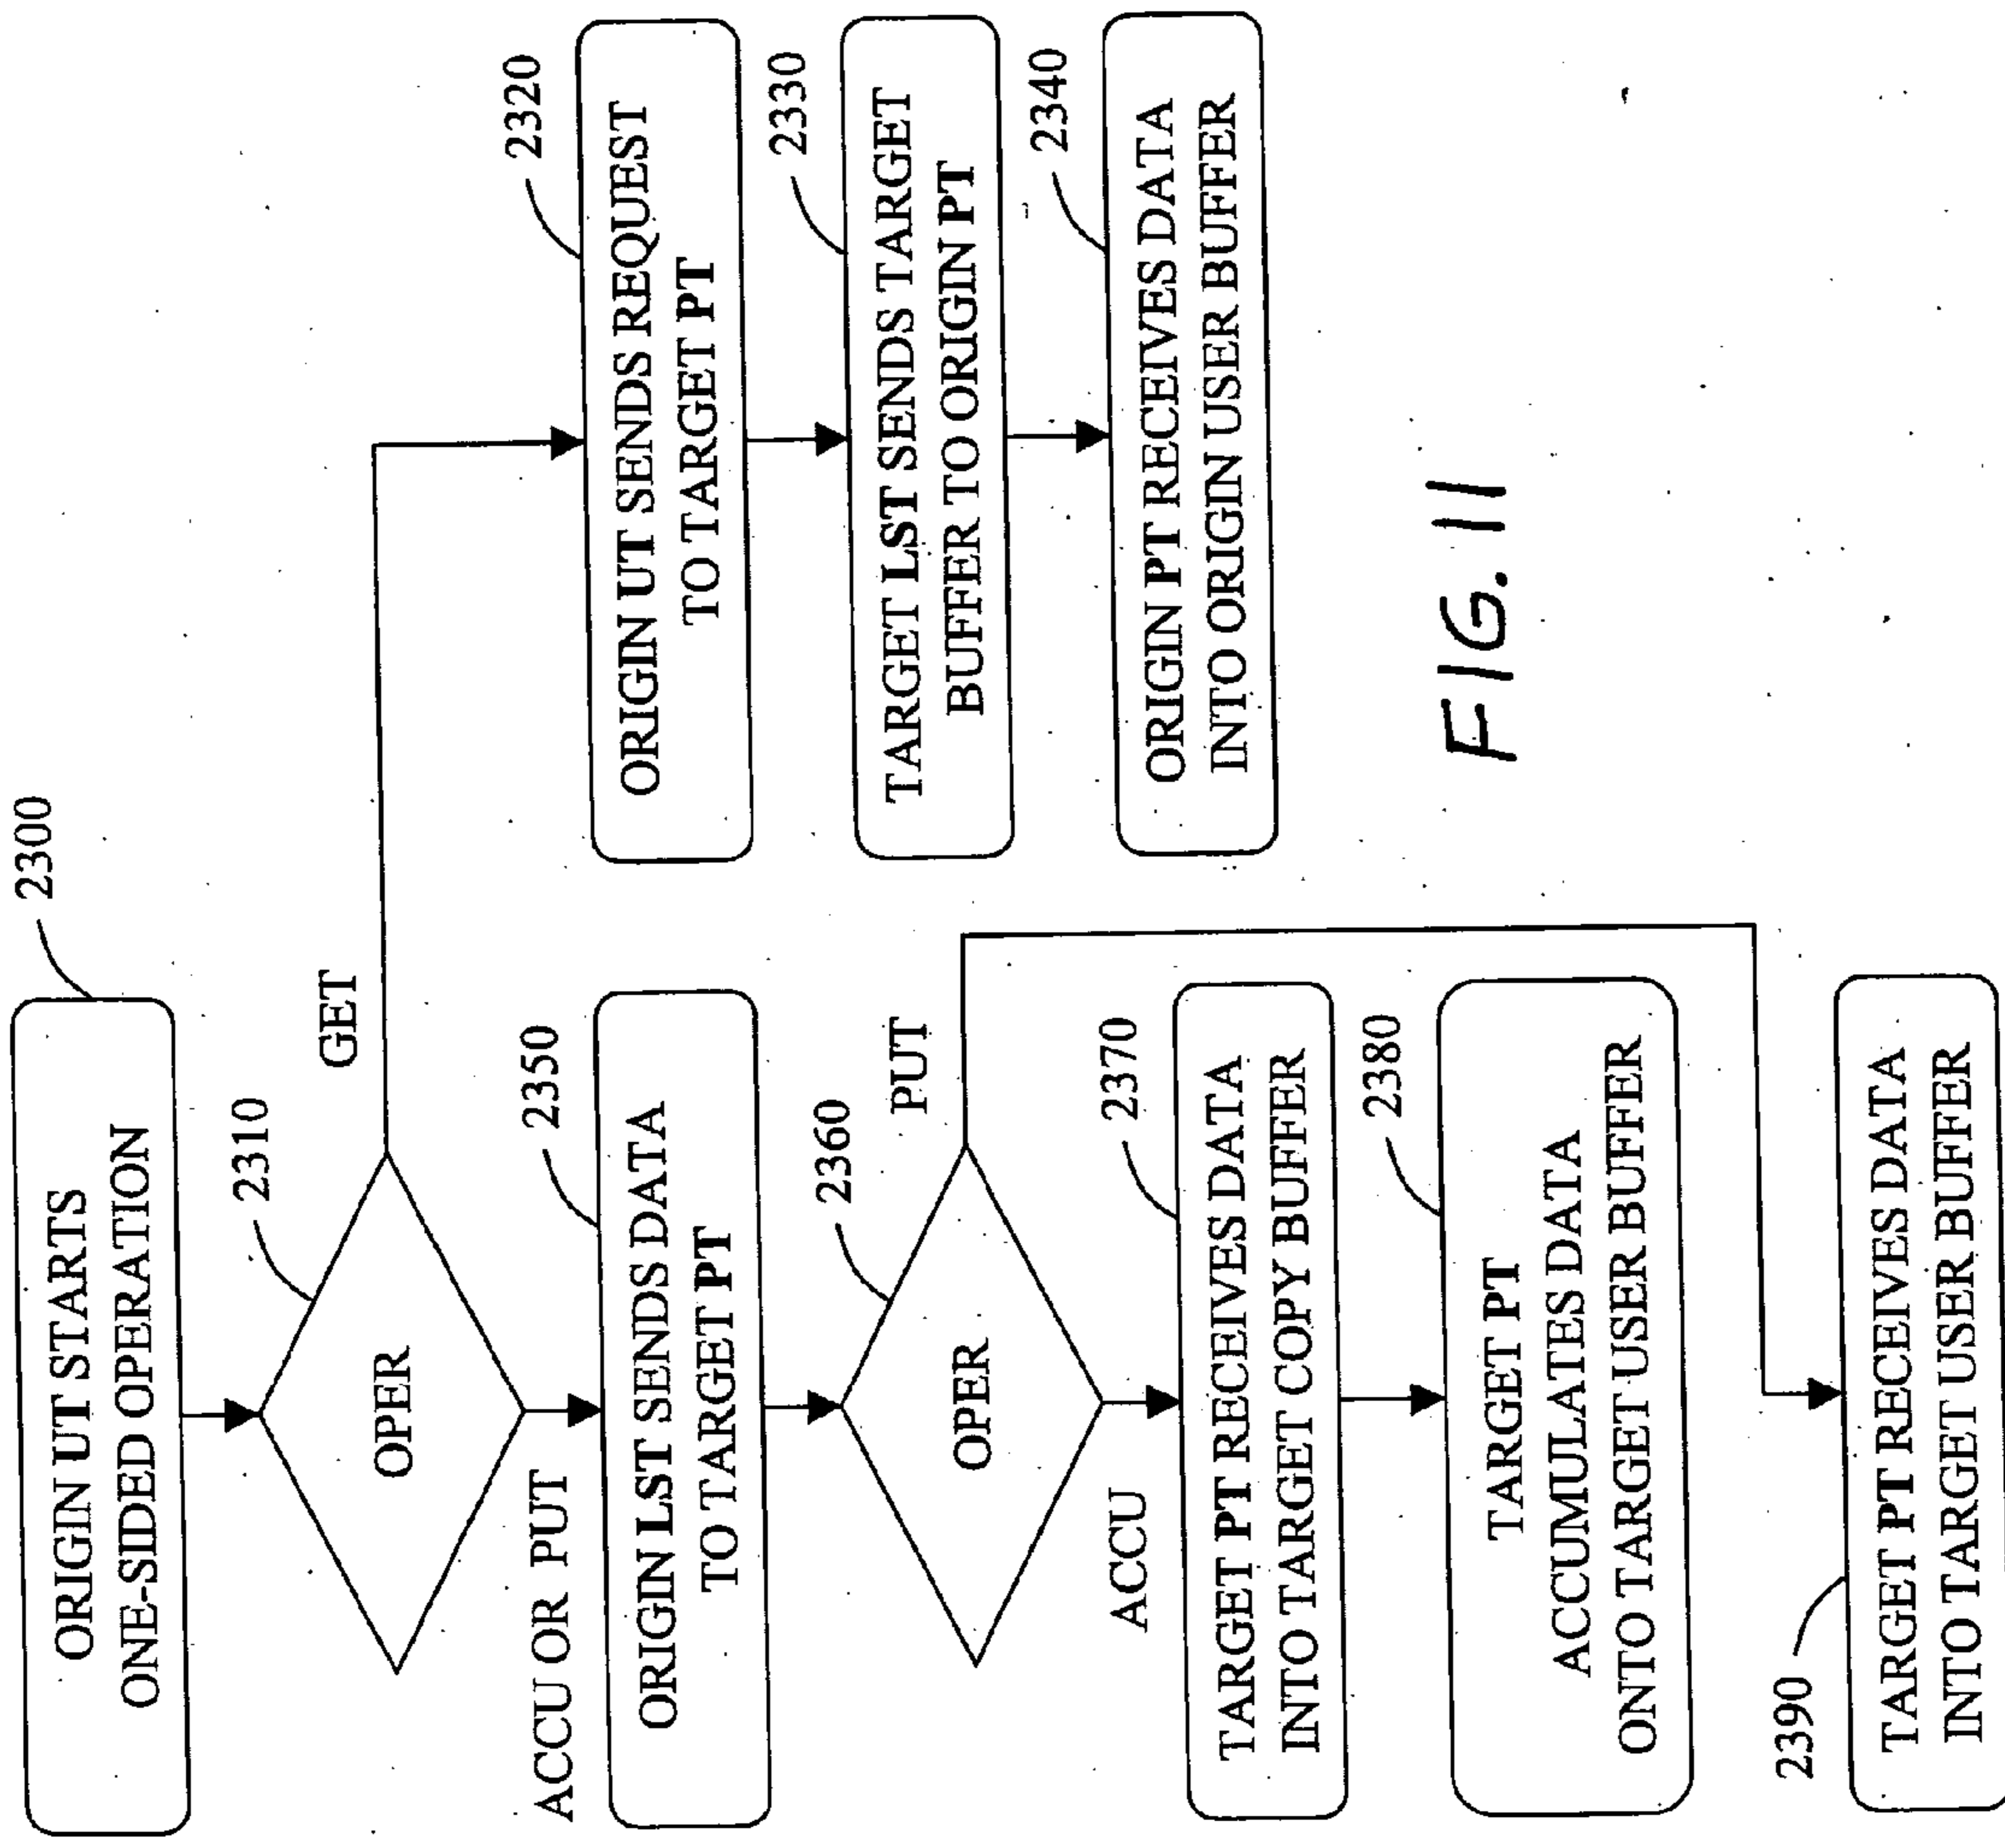 2300
ORIGIN UT STARTS
ONE-SIDED OPERATION
2310
OPER
GET
2320
ORIGIN UT SENDS REQUEST
TO TARGET PT
2330
TARGET LST SENDS TARGET
BUFFER TO ORIGIN PT
2340
ORIGIN PT RECEIVES DATA
INTO ORIGIN USER BUFFER
ACCU OR PUT
2350
ORIGIN LST SENDS DATA
TO TARGET PT
2360
OPER
PUT
ACCU
2370
TARGET PT RECEIVES DATA
INTO TARGET COPY BUFFER
2380
TARGET PT
ACCUMULATES DATA
ONTO TARGET USER BUFFER
2390
TARGET PT RECEIVES DATA
INTO TARGET USER BUFFER
FIG. 11